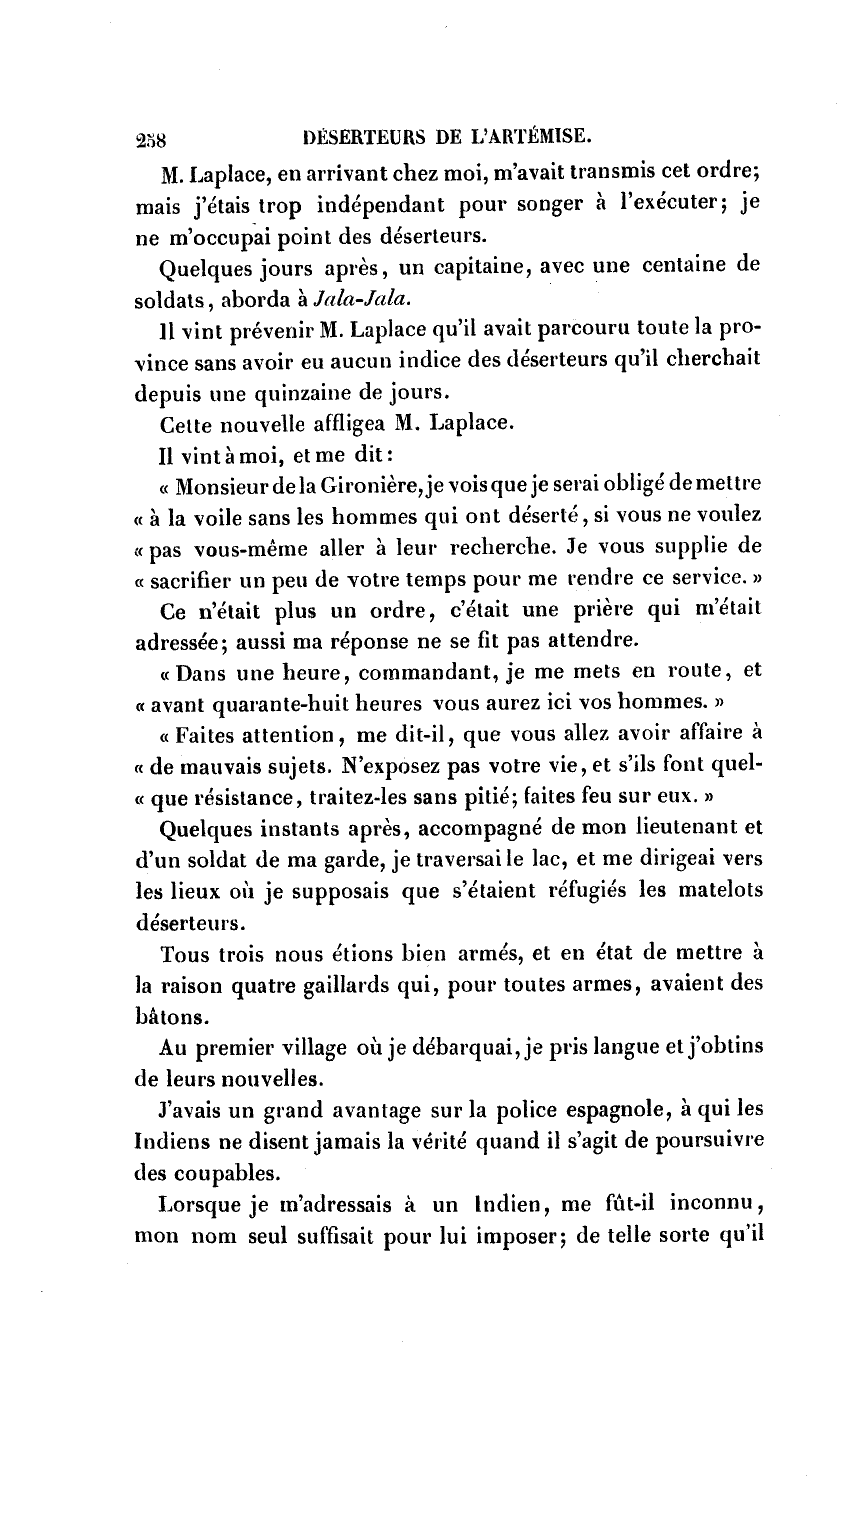 258 DÉSERTEURS DE L'ARTÉMISE.
M. Laplace, en arrivant chez moi, m'avait transmis cet ordre;
mais j'étais trop indépendant pour songer à l'exécuter; je
ne m'occupai point des déserteurs.
Quelques jours après, un capitaine, avec une centaine de
soldats, aborda à Jala-Jala.
Il vint prévenir M. Laplace qu'il avait parcouru toute la pro-
vince sans avoir eu aucun indice des déserteurs qu'il cherchait
depuis une quinzaine de jours.
Cette nouvelle affligea M. Laplace.
Il vint à moi, et me dit:
« Monsieur de la Gironière, je vois que je serai obligé de mettre
« à la voile sans les hommes qui ont déserté, si vous ne voulez
« pas vous-même aller à leur recherche. Je vous supplie de
« sacrifier un peu de votre temps pour me rendre ce service. »
Ce n'était plus un ordre, c'était une prière qui m'était
adressée; aussi ma réponse ne se fit pas attendre.
« Dans une heure, commandant, je me mets en route, et
« avant quarante-huit heures vous aurez ici vos hommes. »
« Faites attention, me dit-il, que vous allez avoir affaire à
« de mauvais sujets. N'exposez pas votre vie, et s'ils font quel-
« que résistance, traitez-les sans pitié; faites feu sur eux. »
Quelques instants après, accompagné de mon lieutenant et
d'un soldat de ma garde, je traversai le lac, et me dirigeai vers
les lieux où je supposais que s'étaient réfugiés les matelots
déserteurs.
Tous trois nous étions bien armés, et en état de mettre à
la raison quatre gaillards qui, pour toutes armes, avaient des
bâtons.
Au premier village où je débarquai, je pris langue et j'obtins
de leurs nouvelles.
J'avais un grand avantage sur la police espagnole, à qui les
Indiens ne disent jamais la vérité quand il s'agit de poursuivre
des coupables.
Lorsque je m'adressais à un Indien, me fût-il inconnu,
mon nom seul suffisait pour lui imposer; de telle sorte qu'il